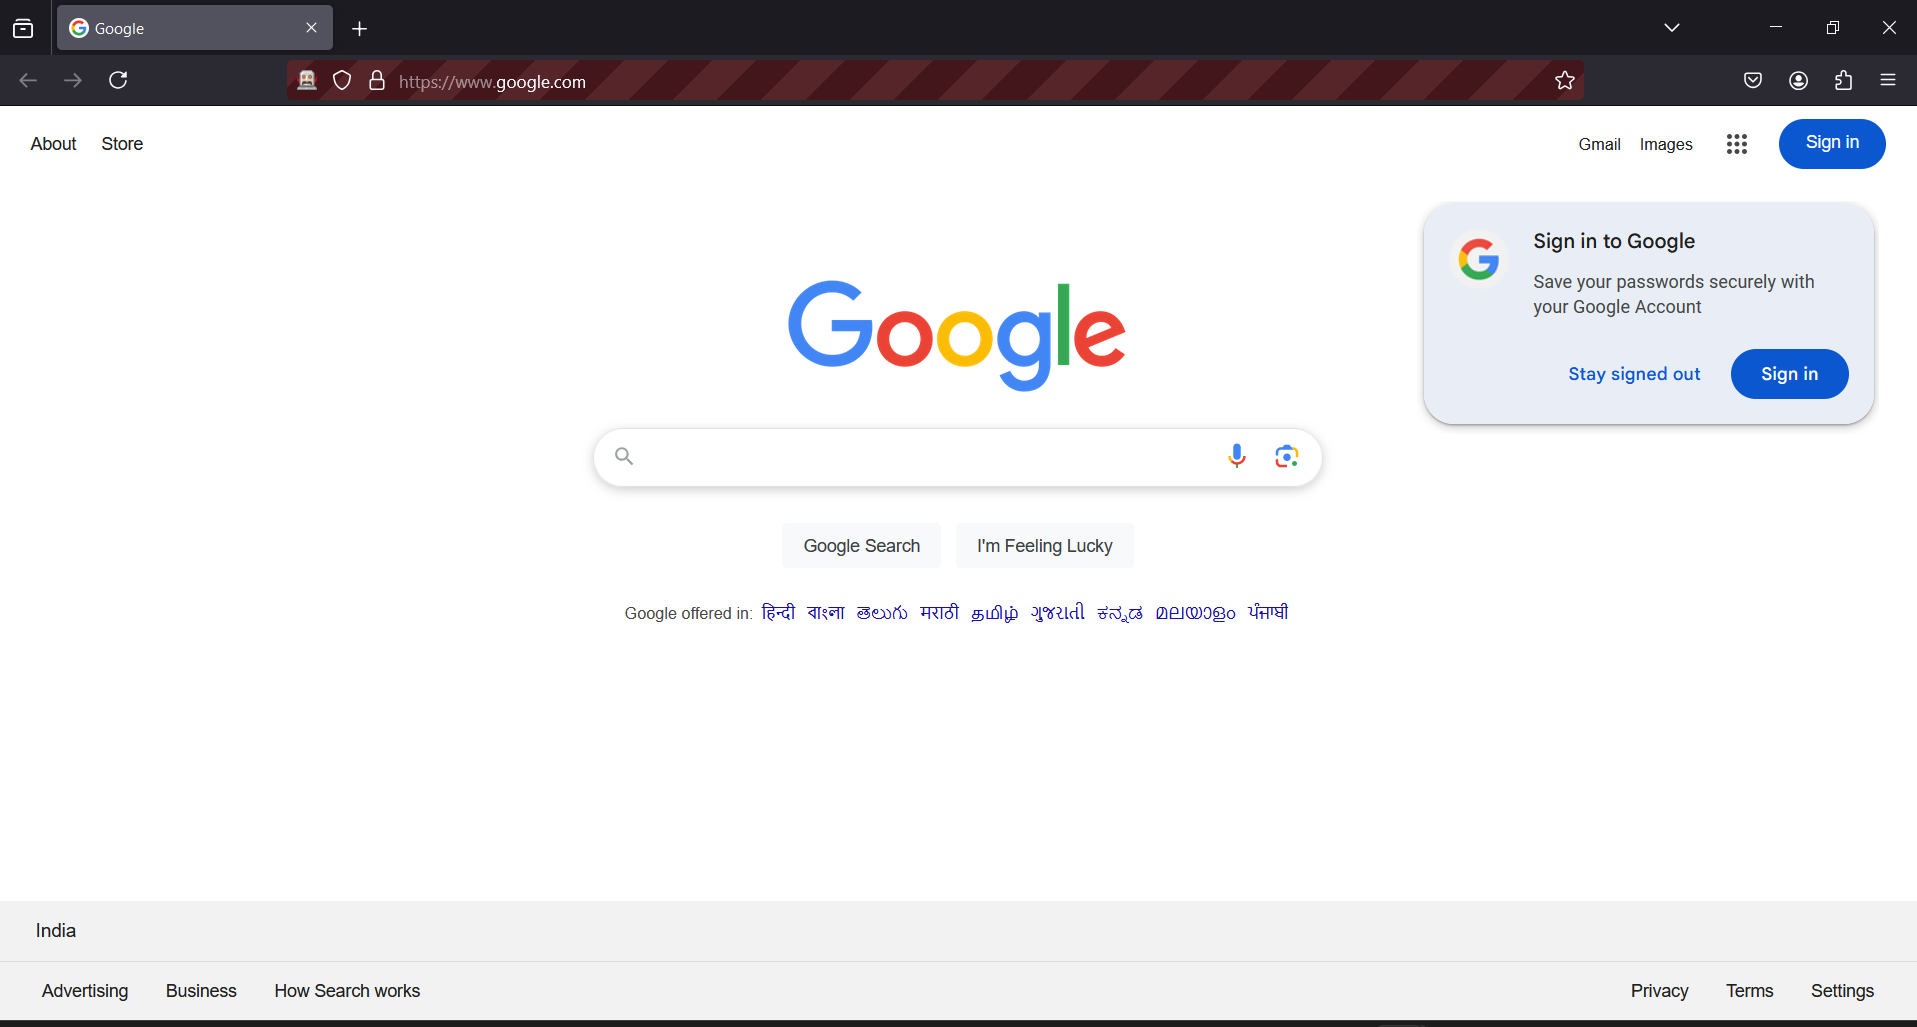 Google
https://www.google.com
About Store
Gmail Images Sign in
Sign in to Google
Save your passwords securely with
your Google Account
Stay signed out Sign in
Google
Google Search I'm Feeling Lucky
Google offered in: हिन्दी বাংলা తెలుగు मराठी தமிழ் ગુજરાતી ಕನ್ನಡ മലയാളം ਪੰਜਾਬੀ
India
Advertising Business How Search works
Privacy Terms Settings